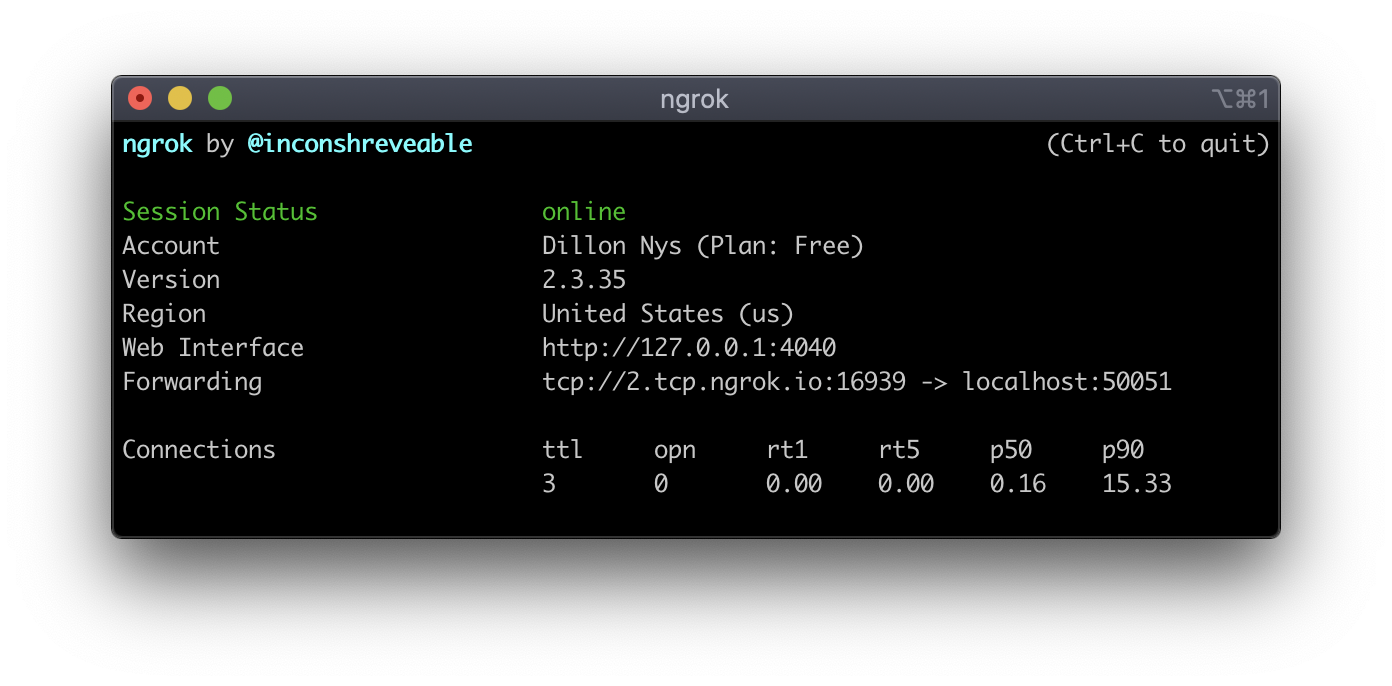 ngrok ⌥⌘1
ngrok by @inconshreveable (Ctrl+C to quit)
Session Status online
Account Dillon Nys (Plan: Free)
Version 2.3.35
Region United States (us)
Web Interface http://127.0.0.1:4040
Forwarding tcp://2.tcp.ngrok.io:16939 -> localhost:50051
Connections ttl opn rt1 rt5 p50 p90
3 0 0.00 0.00 0.16 15.33